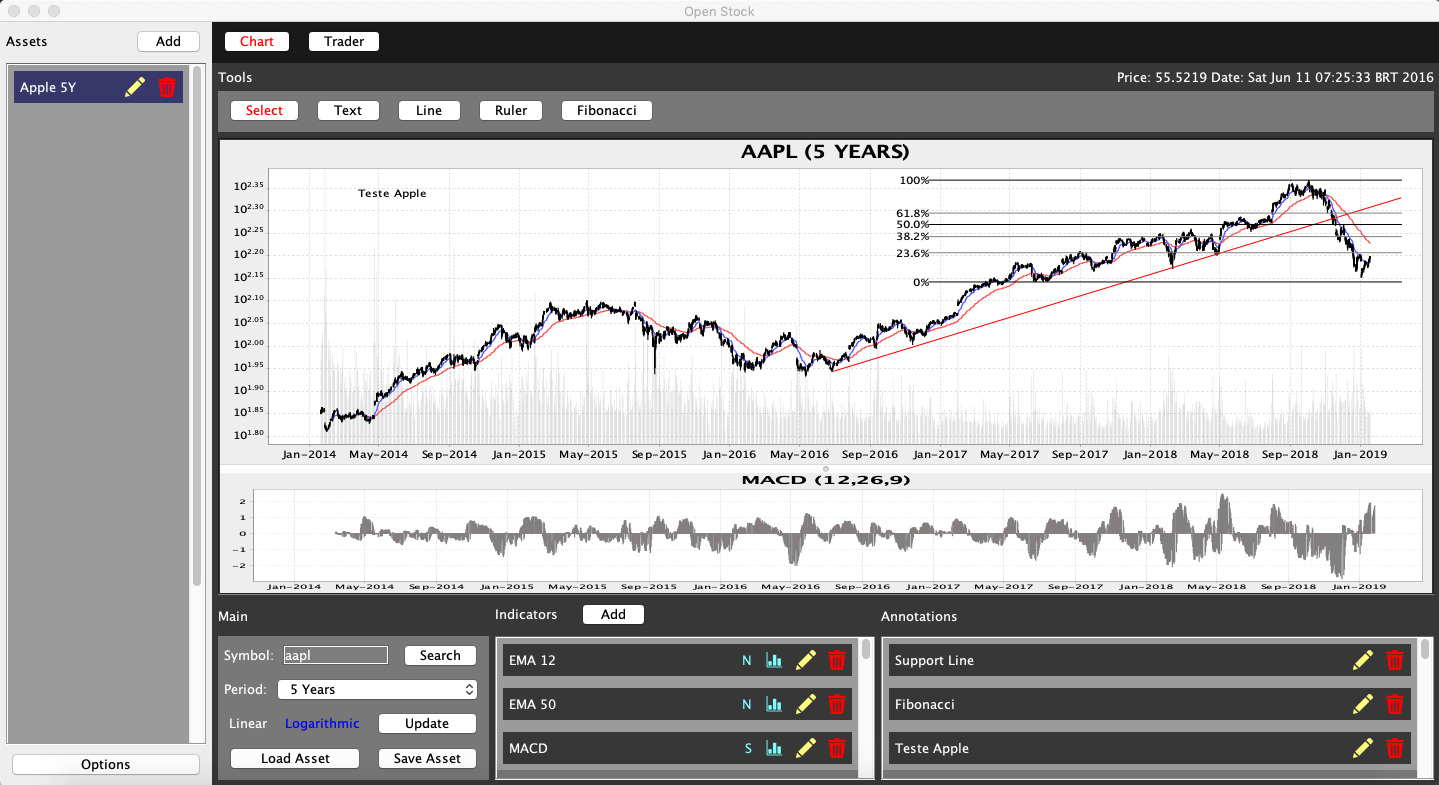 Open Stock
Assets Add
Chart Trader
Apple 5Y
Tools Price: 55.5219 Date: Sat Jun 11 07:25:33 BRT 2016
Select Text Line Ruler Fibonacci
AAPL (5 YEARS)
Teste Apple
10^2.35
10^2.30
10^2.25
10^2.20
10^2.15
10^2.10
10^2.05
10^2.00
10^1.95
10^1.90
10^1.85
10^1.80
100%
61.8%
50.0%
38.2%
23.6%
0%
Jan-2014 May-2014 Sep-2014 Jan-2015 May-2015 Sep-2015 Jan-2016 May-2016 Sep-2016 Jan-2017 May-2017 Sep-2017 Jan-2018 May-2018 Sep-2018 Jan-2019
MACD (12,26,9)
2
1
0
-1
-2
Jan-2014 May-2014 Sep-2014 Jan-2015 May-2015 Sep-2015 Jan-2016 May-2016 Sep-2016 Jan-2017 May-2017 Sep-2017 Jan-2018 May-2018 Sep-2018 Jan-2019
Main
Symbol: aapl Search
Period: 5 Years
Linear Logarithmic Update
Load Asset Save Asset
Indicators Add
EMA 12 N
EMA 50 N
MACD S
Annotations
Support Line
Fibonacci
Teste Apple
Options